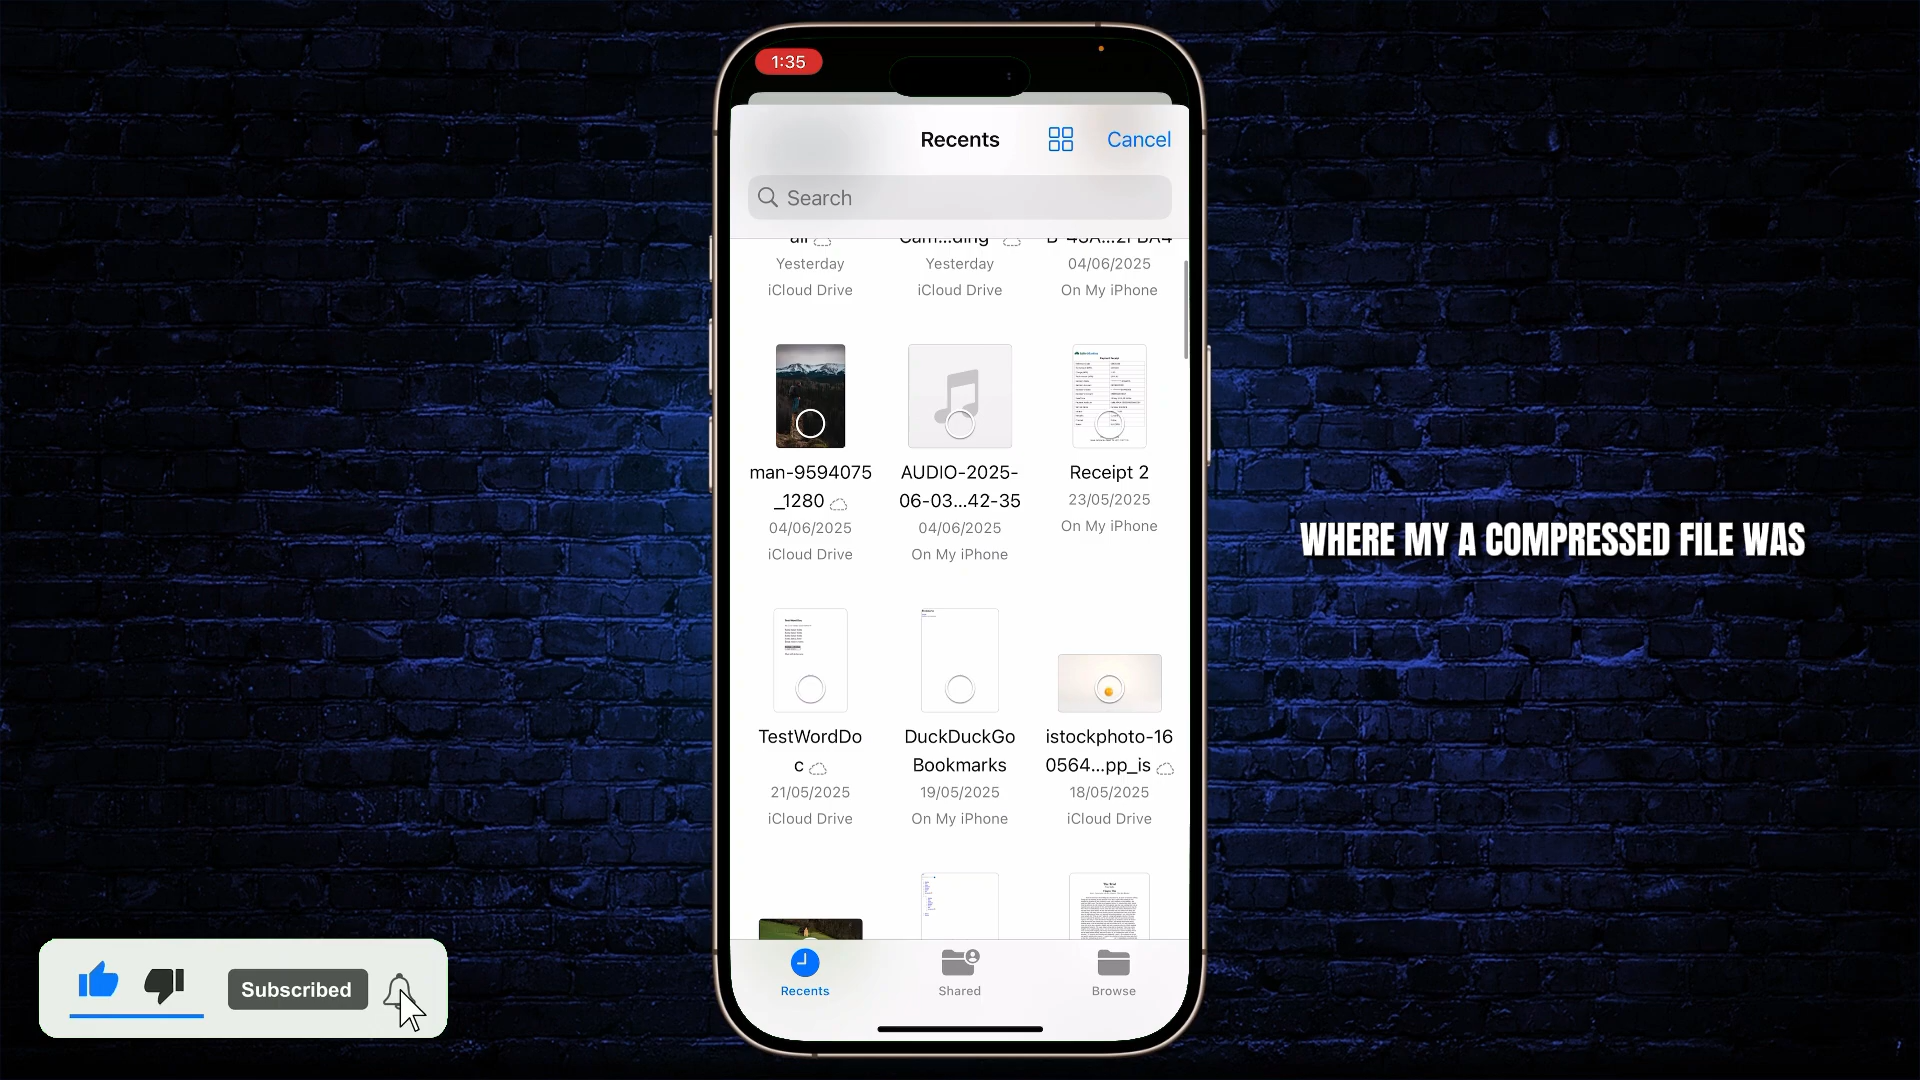 1:35
Recents
Cancel
Search
Yesterday
Yesterday
04/06/2025
iCloud Drive
iCloud Drive
On My iPhone
man-9594075
_1280
04/06/2025
iCloud Drive
AUDIO-2025-
06-03...42-35
04/06/2025
On My iPhone
Receipt 2
23/05/2025
On My iPhone
TestWordDo
c
21/05/2025
iCloud Drive
DuckDuckGo
Bookmarks
19/05/2025
On My iPhone
istockphoto-16
0564...pp_is
18/05/2025
iCloud Drive
Recents
Shared
Browse
WHERE MY A COMPRESSED FILE WAS
Subscribed